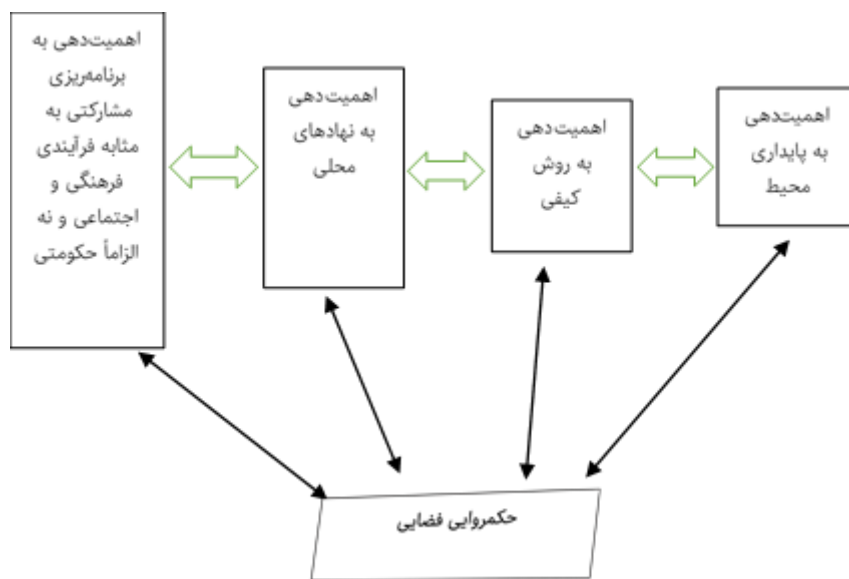 اهمیت‌دهی
به پایداری
محیط
اهمیت‌دهی
به روش
کیفی
اهمیت‌دهی
به نهادهای
محلی
اهمیت‌دهی به
برنامه‌ریزی
مشارکتی به
مثابه فرآیندی
فرهنگی و
اجتماعی و نه
الزاماً حکومتی
حکمروایی فضایی